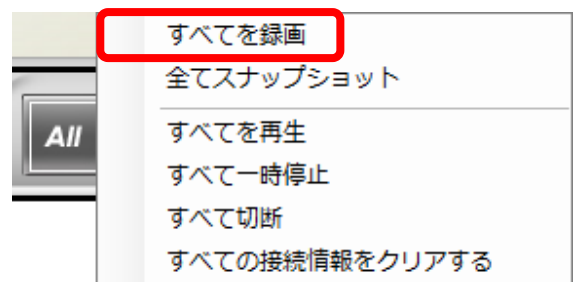 すべてを録画
全てスナップショット
All
すべてを再生
すべて一時停止
すべて切断
すべての接続情報をクリアする